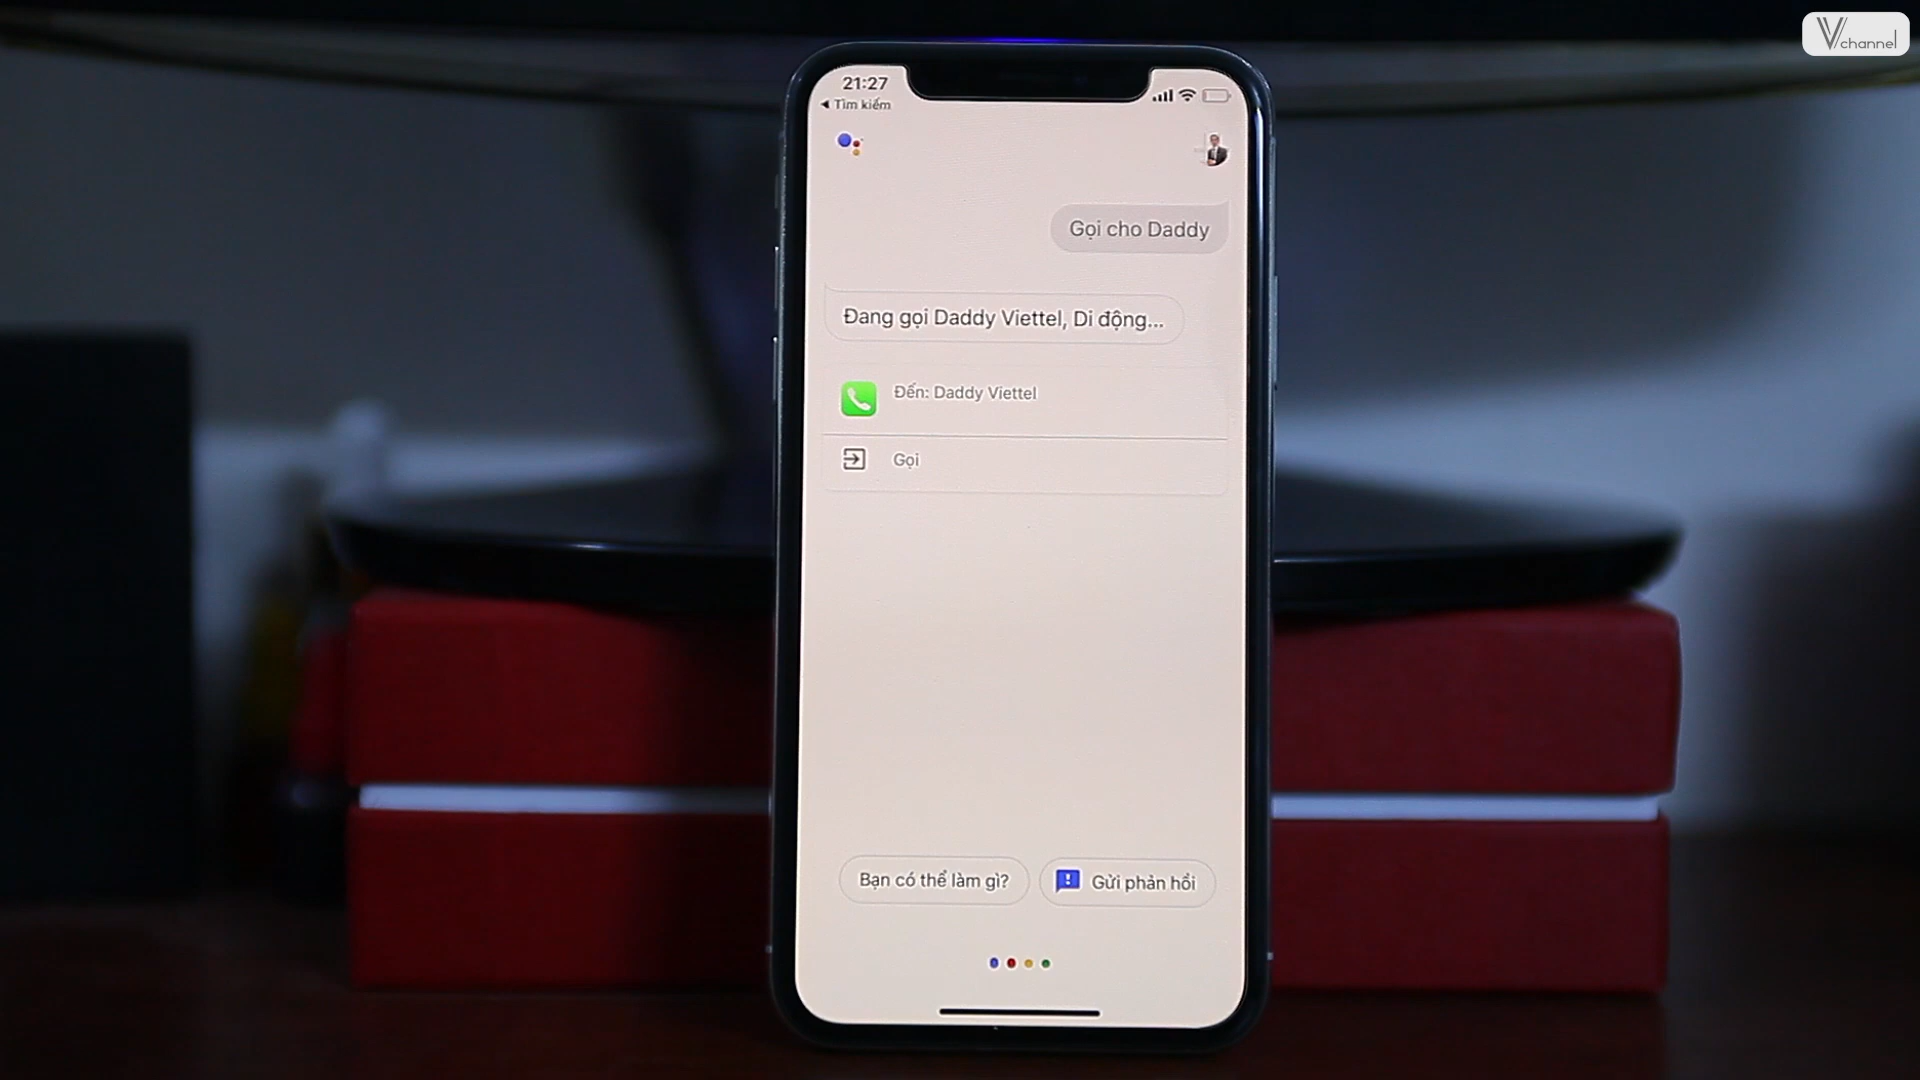 Vchannel
21:27
Tìm kiếm
Gọi cho Daddy
Đang gọi Daddy Viettel, Di động...
Đến: Daddy Viettel
Gọi
Bạn có thể làm gì?
Gửi phản hồi